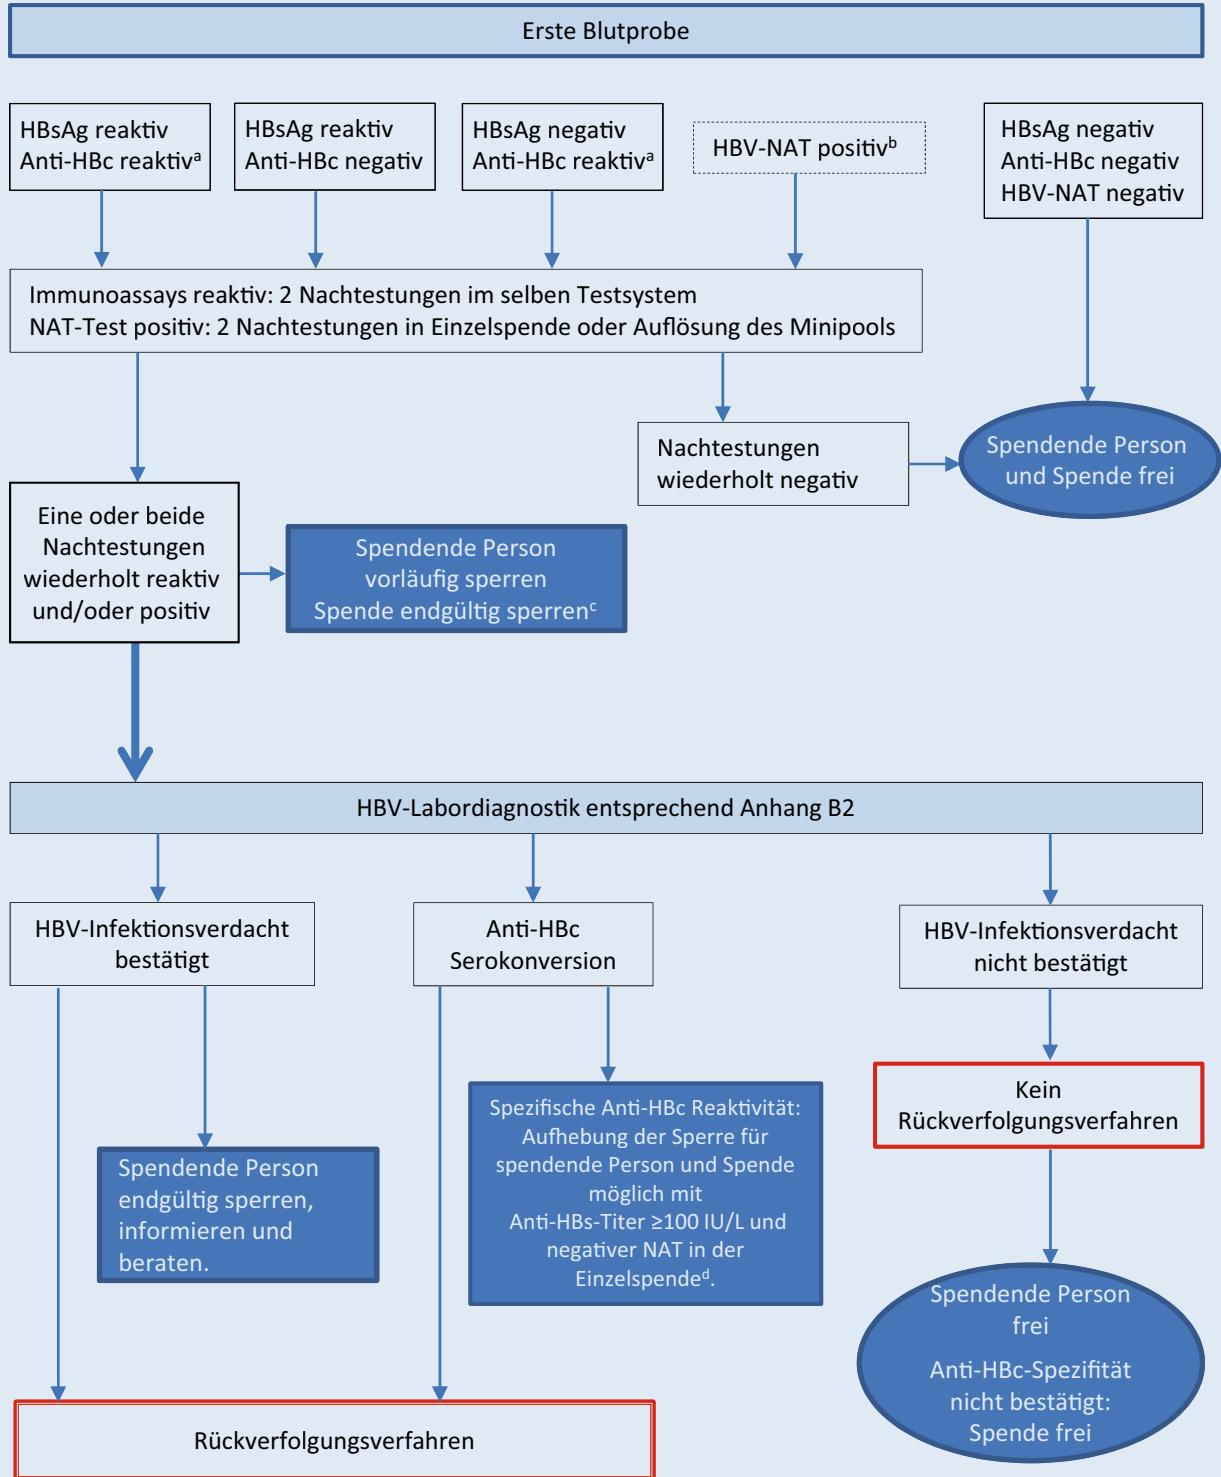 Erste Blutprobe
HBsAg reaktiv
Anti-HBc reaktivᵃ
HBsAg reaktiv
Anti-HBc negativ
HBsAg negativ
Anti-HBc reaktivᵃ
HBV-NAT positivᵇ
HBsAg negativ
Anti-HBc negativ
HBV-NAT negativ
Immunoassays reaktiv: 2 Nachtestungen im selben Testsystem
NAT-Test positiv: 2 Nachtestungen in Einzelspende oder Auflösung des Minipools
Nachtestungen
wiederholt negativ
Spendende Person
und Spende frei
Eine oder beide
Nachtestungen
wiederholt reaktiv
und/oder positiv
Spendende Person
vorläufig sperren
Spende endgültig sperrenᶜ
HBV-Labordiagnostik entsprechend Anhang B2
HBV-Infektionsverdacht
bestätigt
Anti-HBc
Serokonversion
HBV-Infektionsverdacht
nicht bestätigt
Kein
Rückverfolgungsverfahren
Spendende Person
endgültig sperren,
informieren und
beraten.
Spezifische Anti-HBc Reaktivität:
Aufhebung der Sperre für
spendende Person und Spende
möglich mit
Anti-HBs-Titer ≥100 IU/L und
negativer NAT in der
Einzelspendeᵈ.
Spendende Person
frei
Anti-HBc-Spezifität
nicht bestätigt:
Spende frei
Rückverfolgungsverfahren